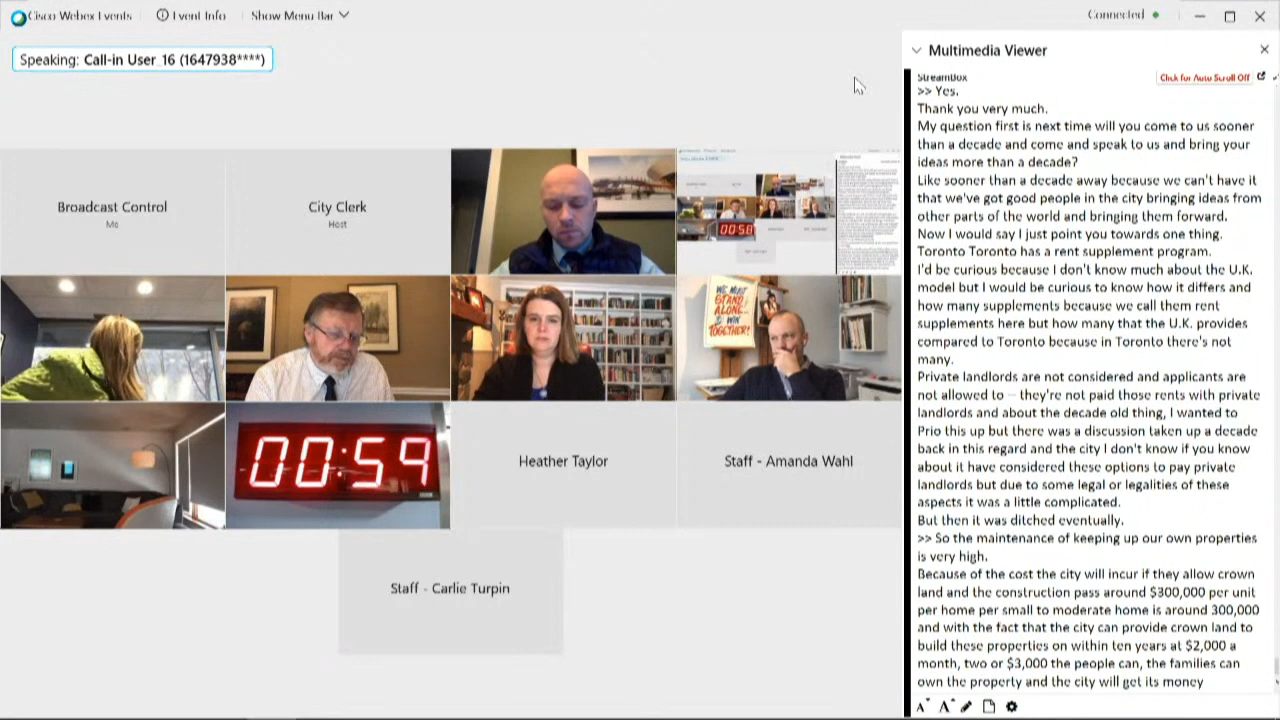 Cisco Webex Events
Event Info
Show Menu Bar
Connected
Speaking: Call-in User_16 (1647938****)
Broadcast Control
Me
City Clerk
Host
00:58
WE MUST
STAND
ALONE...
WIN
TOGETHER!
00:59
Heather Taylor
Staff - Amanda Wahl
Staff - Carlie Turpin
Multimedia Viewer
StreamBox
Click for Auto Scroll Off
>> Yes.
Thank you very much.
My question first is next time will you come to us sooner
than a decade and come and speak to us and bring your
ideas more than a decade?
Like sooner than a decade away because we can't have it
that we've got good people in the city bringing ideas from
other parts of the world and bringing them forward.
Now I would say I just point you towards one thing.
Toronto Toronto has a rent supplement program.
I'd be curious because I don't know much about the U.K.
model but I would be curious to know how it differs and
how many supplements because we call them rent
supplements here but how many that the U.K. provides
compared to Toronto because in Toronto there's not
many.
Private landlords are not considered and applicants are
not allowed to -- they're not paid those rents with private
landlords and about the decade old thing, I wanted to
Prio this up but there was a discussion taken up a decade
back in this regard and the city I don't know if you know
about it have considered these options to pay private
landlords but due to some legal or legalities of these
aspects it was a little complicated.
But then it was ditched eventually.
>> So the maintenance of keeping up our own properties
is very high.
Because of the cost the city will incur if they allow crown
land and the construction pass around $300,000 per unit
per home per small to moderate home is around 300,000
and with the fact that the city can provide crown land to
build these properties on within ten years at $2,000 a
month, two or $3,000 the people can, the families can
own the property and the city will get its money